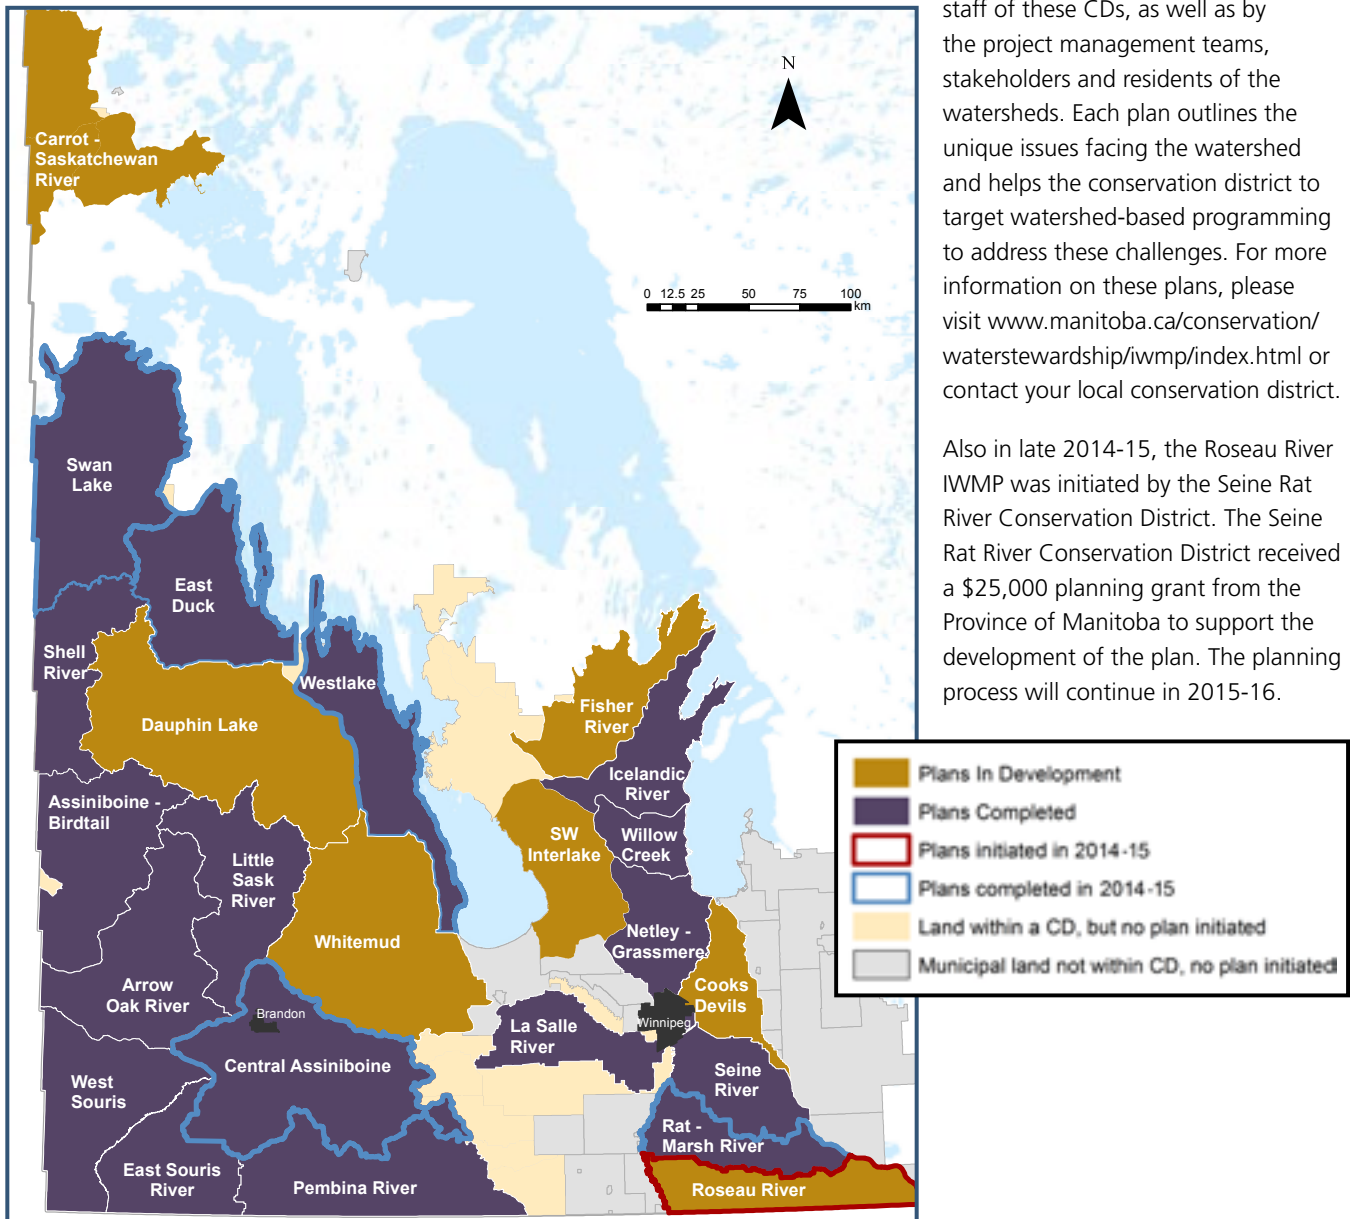 staff of these CDs, as well as by
the project management teams,
stakeholders and residents of the
watersheds. Each plan outlines the
unique issues facing the watershed
and helps the conservation district to
target watershed-based programming
to address these challenges. For more
information on these plans, please
visit www.manitoba.ca/conservation/
waterstewardship/iwmp/index.html or
contact your local conservation district.
Also in late 2014-15, the Roseau River
IWMP was initiated by the Seine Rat
River Conservation District. The Seine
Rat River Conservation District received
a $25,000 planning grant from the
Province of Manitoba to support the
development of the plan. The planning
process will continue in 2015-16.
N
0 12.5 25 50 75 100
km
Carrot -
Saskatchewan
River
Swan
Lake
East
Duck
Shell
River
Westlake
Dauphin Lake
Fisher
River
Icelandic
River
Assiniboine -
Birdtail
SW
Interlake
Willow
Creek
Little
Sask
River
Whitemud
Netley -
Grassmere
Arrow
Oak River
Cooks
Devils
Brandon
Winnipeg
La Salle
River
Central Assiniboine
West
Souris
Seine
River
Rat -
Marsh River
East Souris
River
Pembina River
Roseau River
Plans In Development
Plans Completed
Plans initiated in 2014-15
Plans completed in 2014-15
Land within a CD, but no plan initiated
Municipal land not within CD, no plan initiated